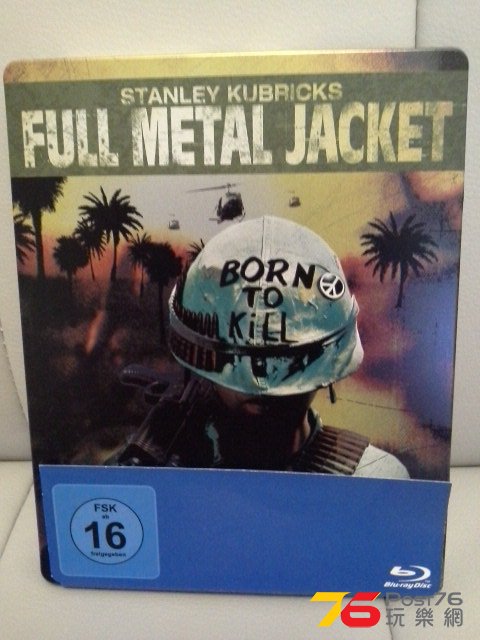 STANLEY KUBRICKS
FULL METAL JACKET
BORN
TO
KiLL
FSK
ab
16
freigegeben
Blu-ray Disc
76 Post76
玩樂網